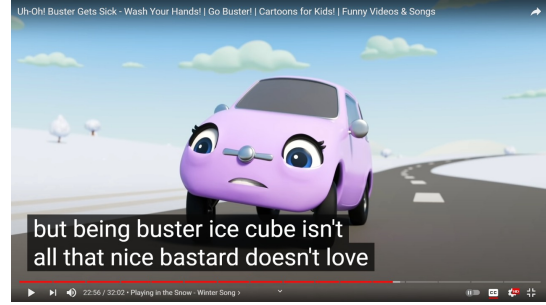 Uh-Oh! Buster Gets Sick - Wash Your Hands! | Go Buster! | Cartoons for Kids! | Funny Videos & Songs
but being buster ice cube isn't
all that nice bastard doesn't love
22:56 / 32:02 • Playing in the Snow - Winter Song ›